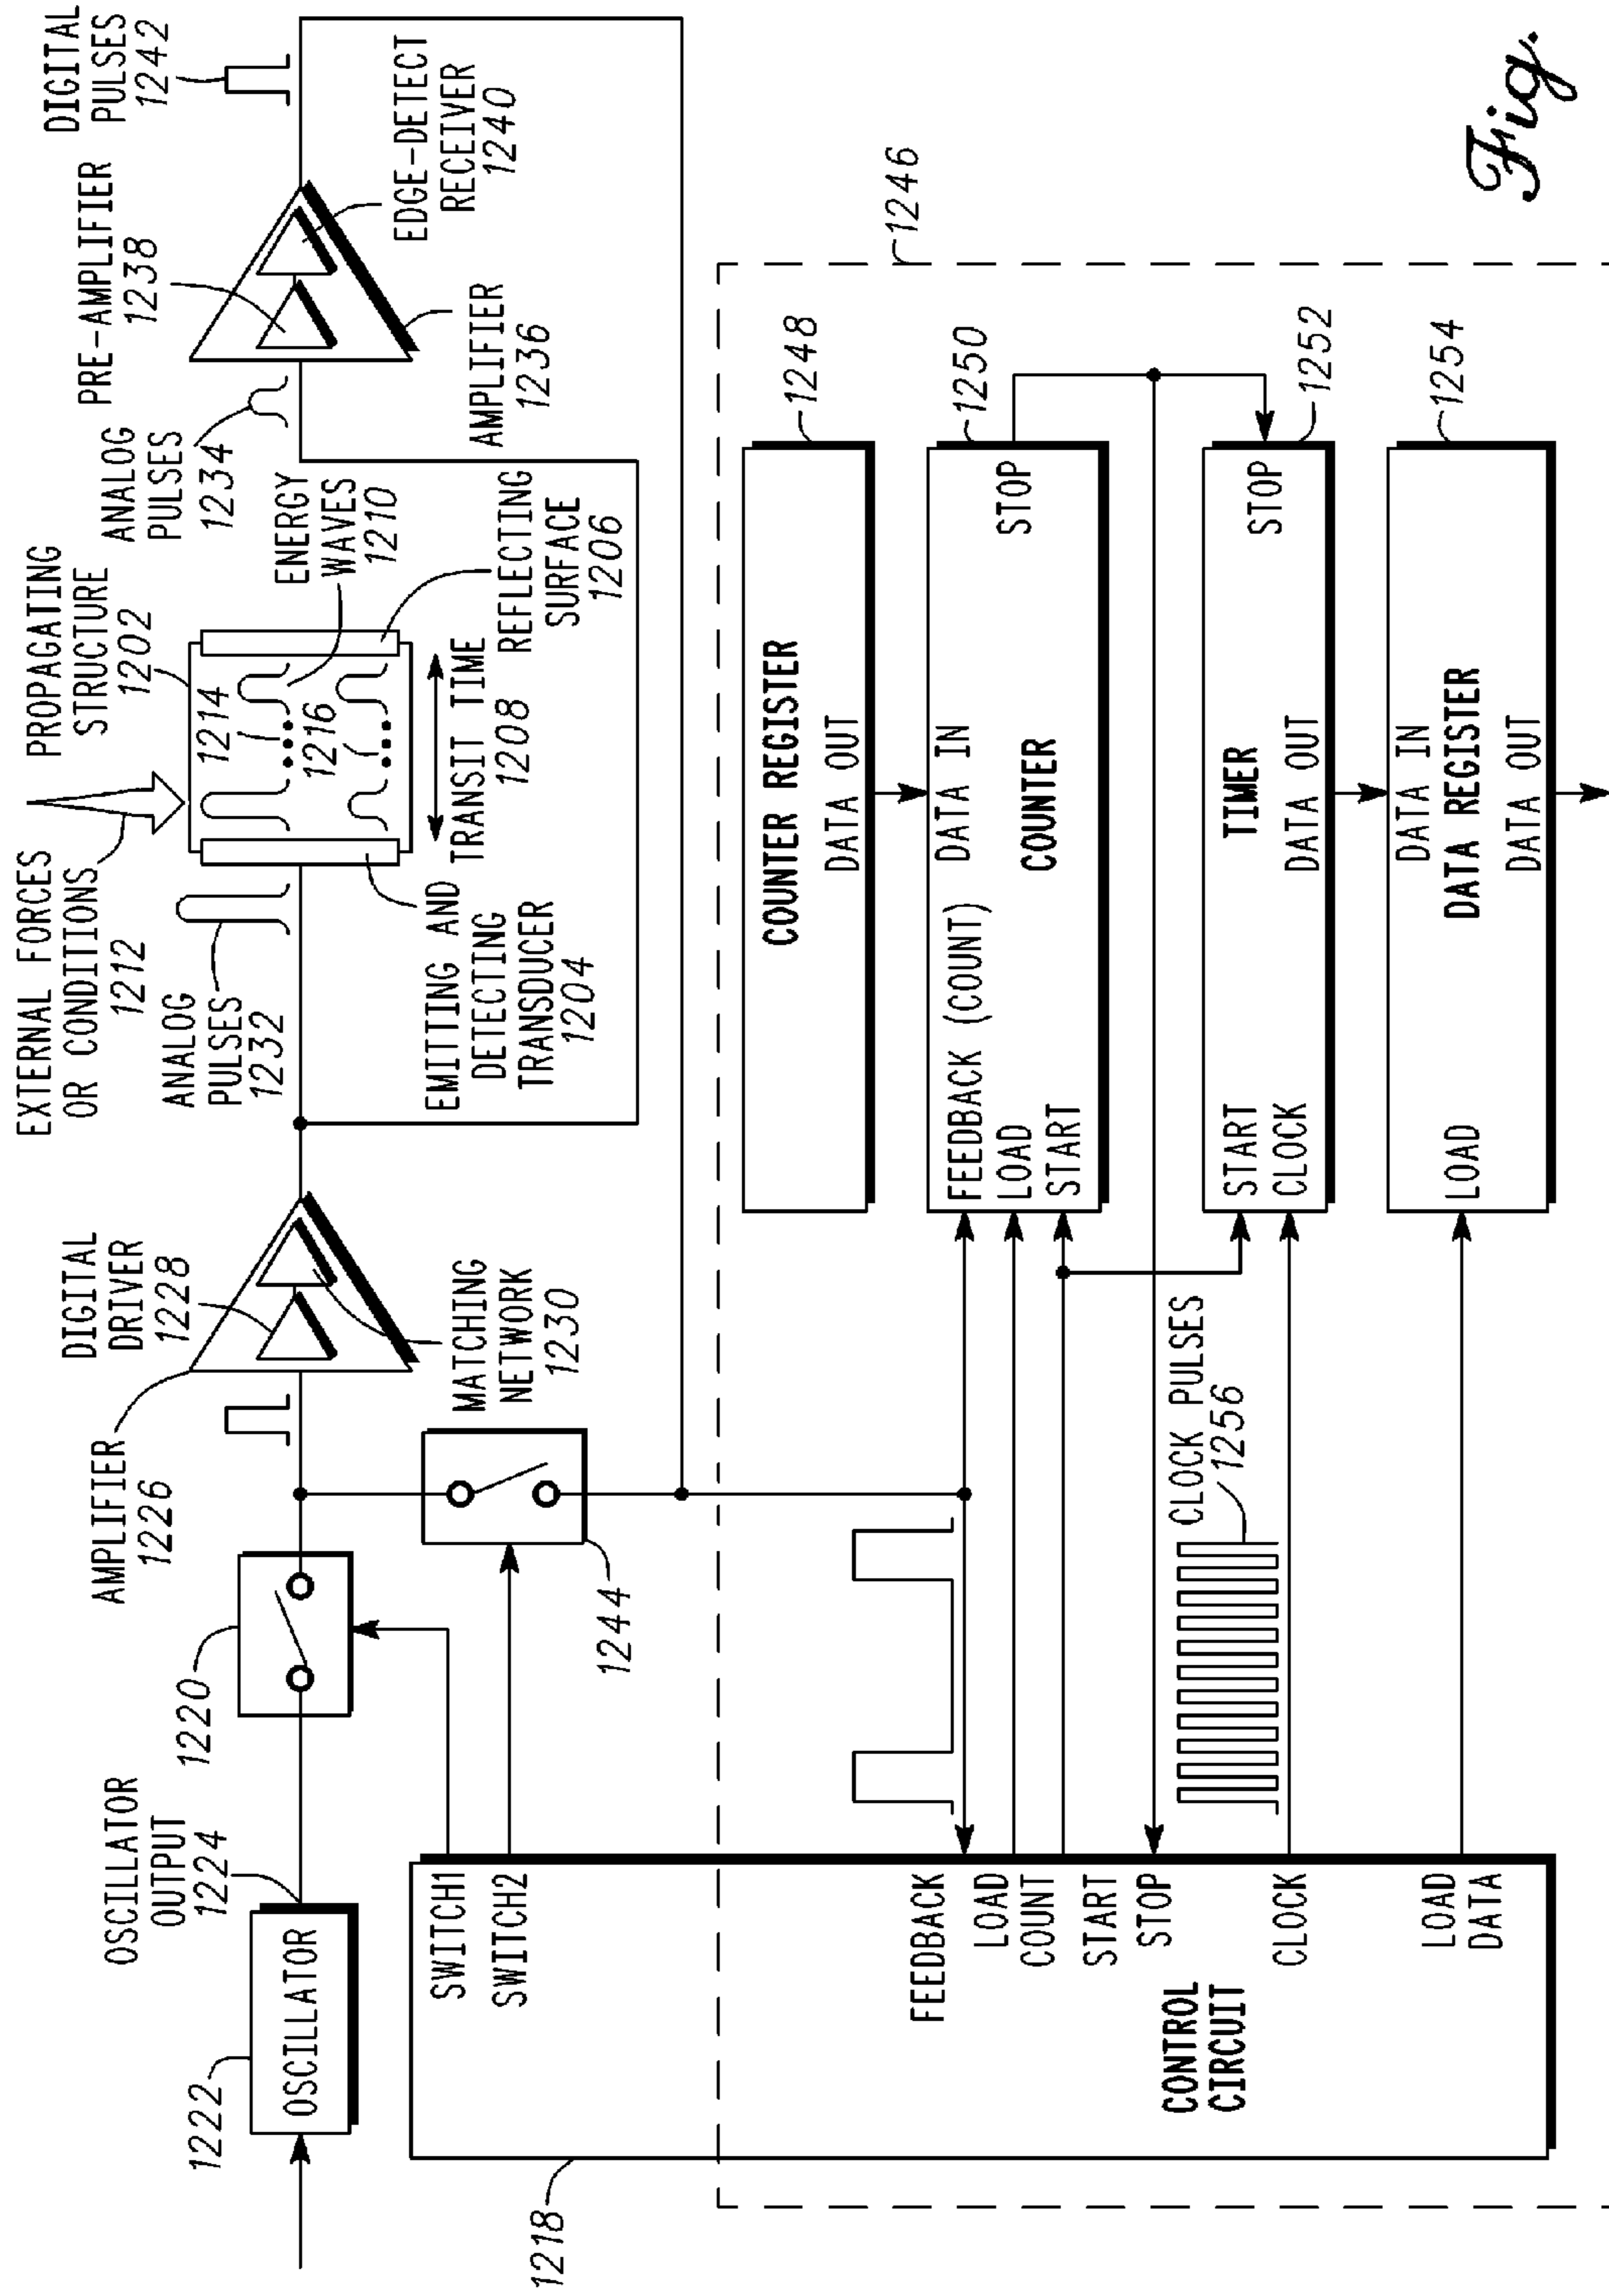 EXTERNAL FORCES
OR CONDITIONS
1212
PROPAGATING
STRUCTURE
1202
ANALOG
PULSES
1234
PRE-AMPLIFIER
1238
DIGITAL
PULSES
1242
OSCILLATOR
OUTPUT
1224
1220
AMPLIFIER
1226
DIGITAL
DRIVER
1228
ANALOG
PULSES
1232
1214
1216
ENERGY
WAVES
1210
1222
OSCILLATOR
MATCHING
NETWORK
1230
EMITTING AND
DETECTING
TRANSDUCER
1204
TRANSIT TIME
1208
REFLECTING
SURFACE
1206
AMPLIFIER
1236
EDGE-DETECT
RECEIVER
1240
1244
1218
SWITCH1
SWITCH2
FEEDBACK
LOAD
COUNT
START
STOP
CLOCK
LOAD
DATA
CONTROL
CIRCUIT
1246
COUNTER REGISTER
DATA OUT
1248
FEEDBACK (COUNT)
DATA IN
LOAD
START
COUNTER
STOP
1250
CLOCK PULSES
1256
START
CLOCK
TIMER
DATA OUT
STOP
1252
LOAD
DATA IN
DATA REGISTER
DATA OUT
1254
Fig.